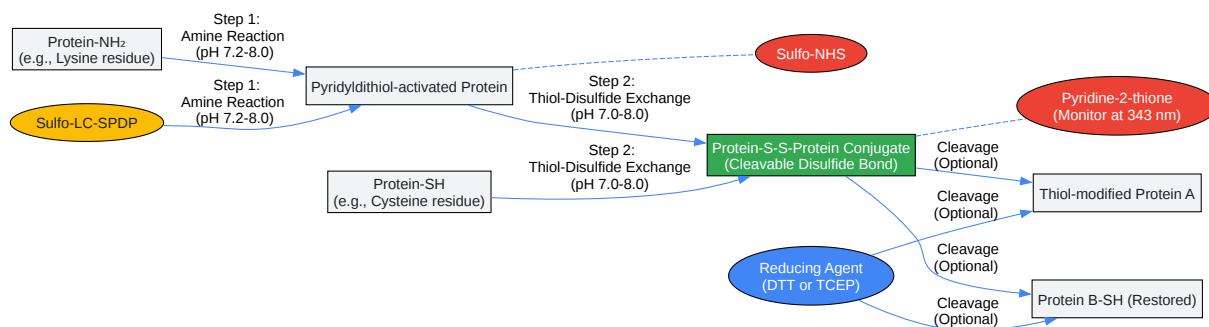 Protein-NH₂
(e.g., Lysine residue)
Step 1:
Amine Reaction
(pH 7.2-8.0)
Sulfo-LC-SPDP
Step 1:
Amine Reaction
(pH 7.2-8.0)
Pyridyldithiol-activated Protein
Sulfo-NHS
Step 2:
Thiol-Disulfide Exchange
(pH 7.0-8.0)
Protein-SH
(e.g., Cysteine residue)
Step 2:
Thiol-Disulfide Exchange
(pH 7.0-8.0)
Protein-S-S-Protein Conjugate
(Cleavable Disulfide Bond)
Pyridine-2-thione
(Monitor at 343 nm)
Cleavage
(Optional)
Thiol-modified Protein A
Cleavage
(Optional)
Reducing Agent
(DTT or TCEP)
Cleavage
(Optional)
Protein B-SH (Restored)
Cleavage
(Optional)